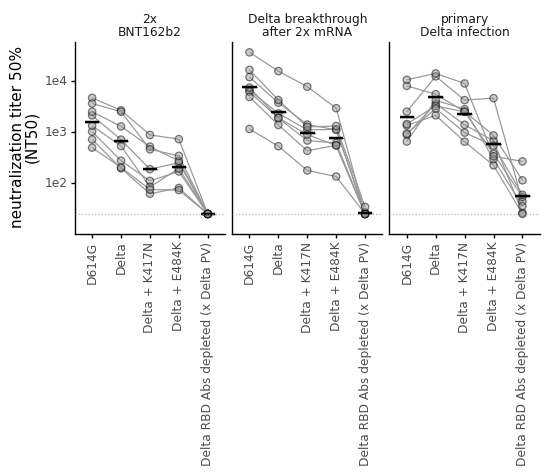 2x
BNT162b2
Delta breakthrough
after 2x mRNA
primary
Delta infection
neutralization titer 50%
(NT50)
1e4
1e3
1e2
D614G
Delta
Delta + K417N
Delta + E484K
Delta RBD Abs depleted (x Delta PV)
D614G
Delta
Delta + K417N
Delta + E484K
Delta RBD Abs depleted (x Delta PV)
D614G
Delta
Delta + K417N
Delta + E484K
Delta RBD Abs depleted (x Delta PV)